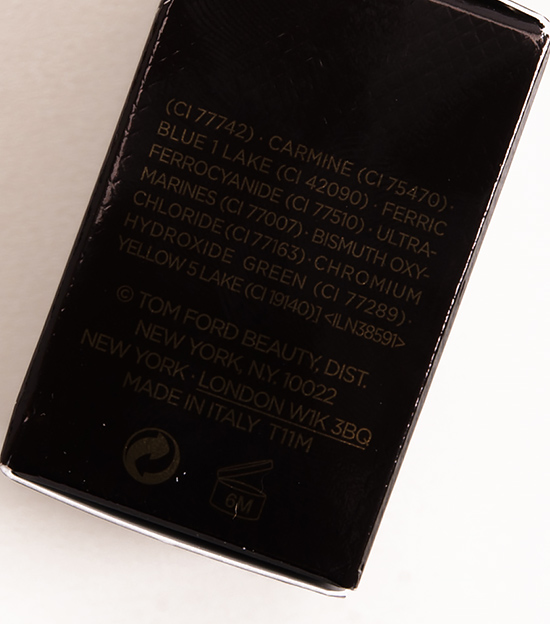 (CI 77742) · CARMINE (CI 75470) ·
BLUE 1 LAKE (CI 42090) · FERRIC
FERROCYANIDE (CI 77510) · ULTRA-
MARINES (CI 77007) · BISMUTH OXY-
CHLORIDE (CI 77163) · CHROMIUM
HYDROXIDE GREEN (CI 77289) ·
YELLOW 5 LAKE (CI 19140)] <ILN38591>
© TOM FORD BEAUTY, DIST.
NEW YORK, N.Y. 10022
NEW YORK · LONDON W1K 3BQ
MADE IN ITALY T11M
6M